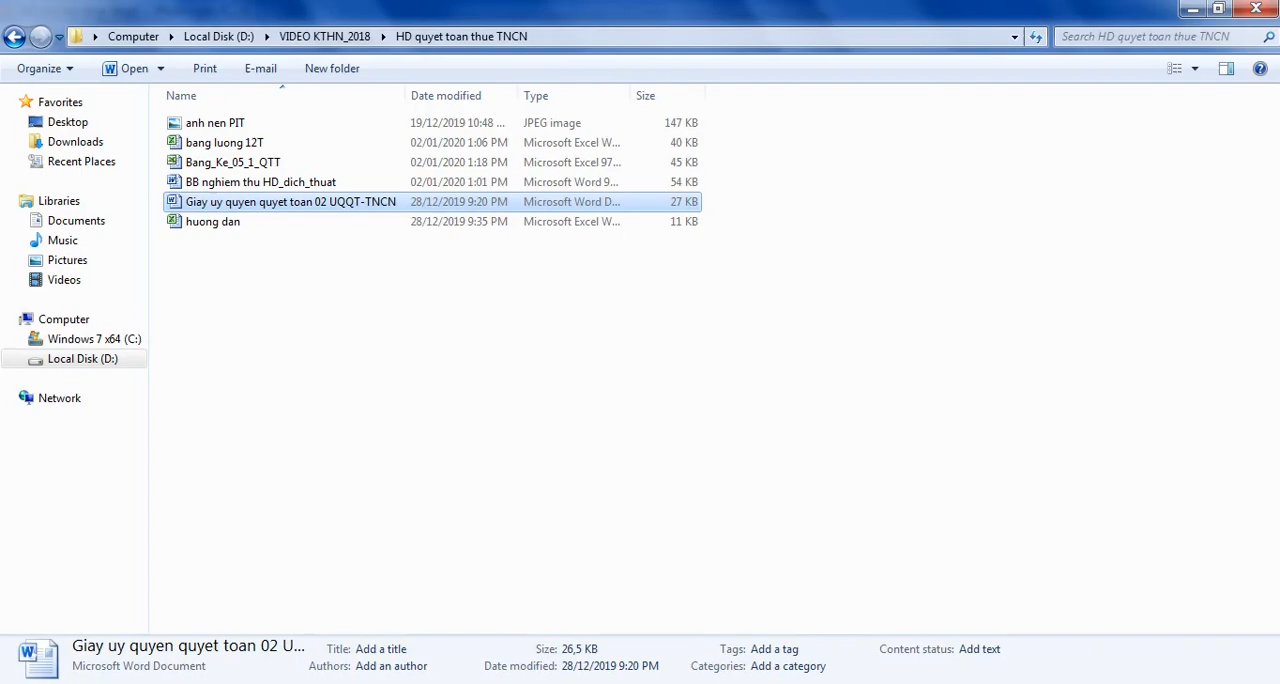 Computer Local Disk (D:) VIDEO KTHN_2018 HD quyet toan thue TNCN Search HD quyet toan thue TNCN
Organize Open Print E-mail New folder
Name Date modified Type Size
Favorites
Desktop
Downloads
Recent Places
Libraries
Documents
Music
Pictures
Videos
Computer
Windows 7 x64 (C:)
Local Disk (D:)
Network
anh nen PIT 19/12/2019 10:48 ... JPEG image 147 KB
bang luong 12T 02/01/2020 1:06 PM Microsoft Excel W... 40 KB
Bang_Ke_05_1_QTT 02/01/2020 1:18 PM Microsoft Excel 97... 45 KB
BB nghiem thu HD_dich_thuat 02/01/2020 1:01 PM Microsoft Word 9... 54 KB
Giay uy quyen quyet toan 02 UQQT-TNCN 28/12/2019 9:20 PM Microsoft Word D... 27 KB
huong dan 28/12/2019 9:35 PM Microsoft Excel W... 11 KB
Giay uy quyen quyet toan 02 U... Title: Add a title Size: 26,5 KB Tags: Add a tag Content status: Add text
Microsoft Word Document Authors: Add an author Date modified: 28/12/2019 9:20 PM Categories: Add a category